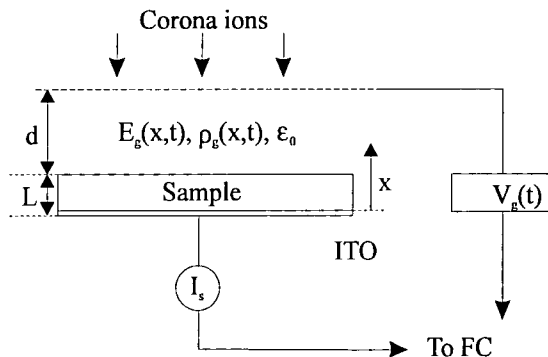 Corona ions
d
E_g(x,t), ρ_g(x,t), ε_0
L
Sample
x
V_g(t)
ITO
I_s
To FC